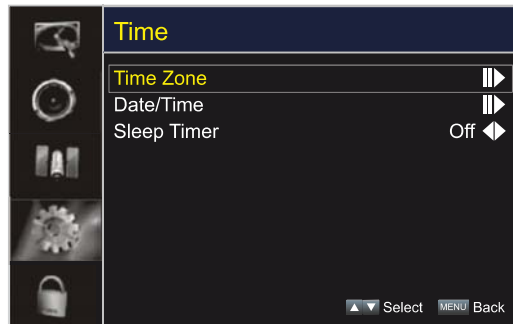 Time
Time Zone
Date/Time
Sleep Timer Off
Select MENU Back